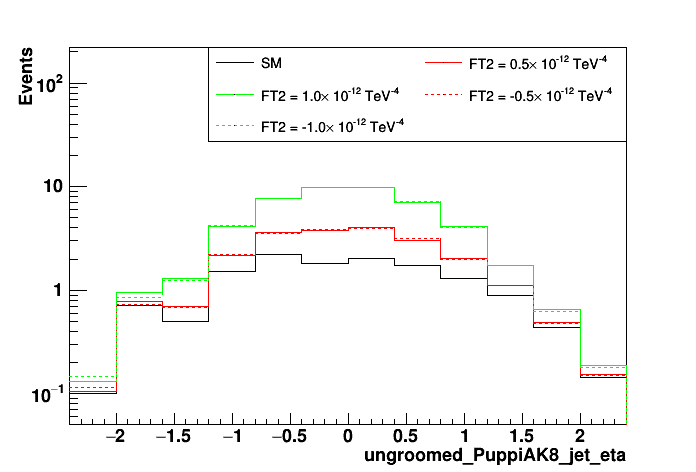 Events
SM
FT2 = 0.5× 10^-12 TeV^-4
FT2 = 1.0× 10^-12 TeV^-4
FT2 = -0.5× 10^-12 TeV^-4
FT2 = -1.0× 10^-12 TeV^-4
10^2
10
1
10^−1
−2 −1.5 −1 −0.5 0 0.5 1 1.5 2
ungroomed_PuppiAK8_jet_eta